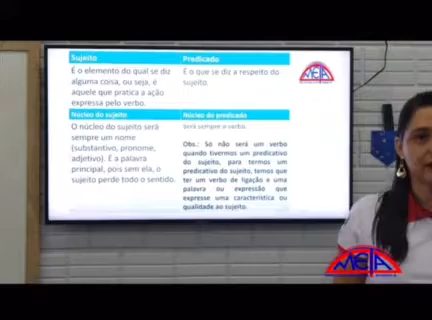 Sujeito
É o elemento do qual se diz
alguma coisa, ou seja, é
aquele que pratica a ação
expressa pelo verbo.
Predicado
É o que se diz a respeito do
sujeito.
META
Núcleo do sujeito
O núcleo do sujeito será
sempre um nome
(substantivo, pronome,
adjetivo). É a palavra
principal, pois sem ela, o
sujeito perde todo o sentido.
Núcleo do predicado
Será sempre o verbo.
Obs.: Só não será um verbo
quando tivermos um predicativo
do sujeito, para termos um
predicativo do sujeito, temos que
ter um verbo de ligação e uma
palavra ou expressão que
expresse uma característica ou
qualidade ao sujeito.
META